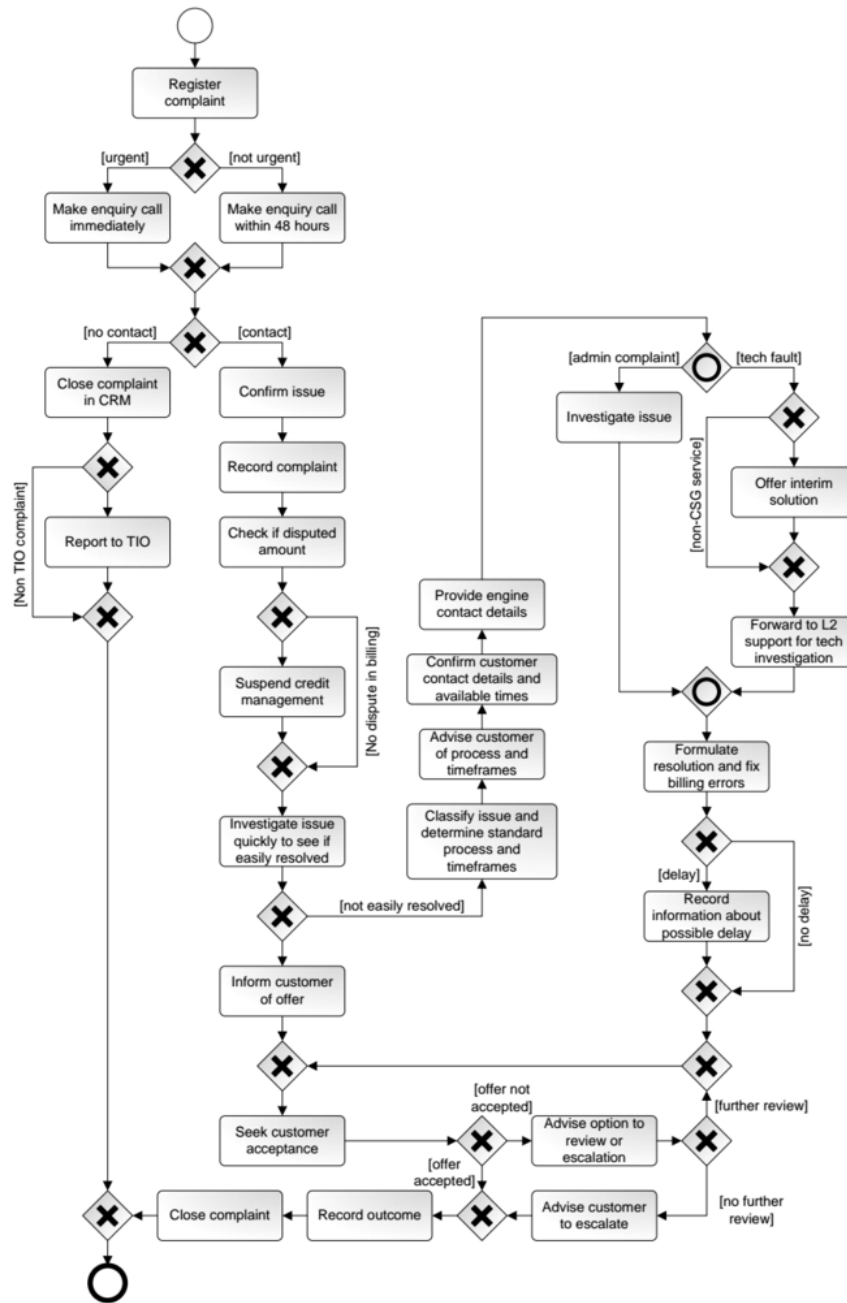 Register
complaint
[urgent]
[not urgent]
Make enquiry call
immediately
Make enquiry call
within 48 hours
[no contact]
[contact]
Close complaint
in CRM
Confirm issue
[Non TIO complaint]
Report to TIO
Record complaint
Check if disputed
amount
Suspend credit
management
[No dispute in billing]
Investigate issue
quickly to see if
easily resolved
[not easily resolved]
Inform customer
of offer
Classify issue and
determine standard
process and
timeframes
Advise customer
of process and
timeframes
Confirm customer
contact details and
available times
Provide engine
contact details
[admin complaint]
[tech fault]
Investigate issue
[non-CSG service]
Offer interim
solution
Forward to L2
support for tech
investigation
Formulate
resolution and fix
billing errors
[delay]
[no delay]
Record
information about
possible delay
Seek customer
acceptance
[offer not
accepted]
[offer
accepted]
Advise option to
review or
escalation
[further review]
[no further
review]
Advise customer
to escalate
Record outcome
Close complaint